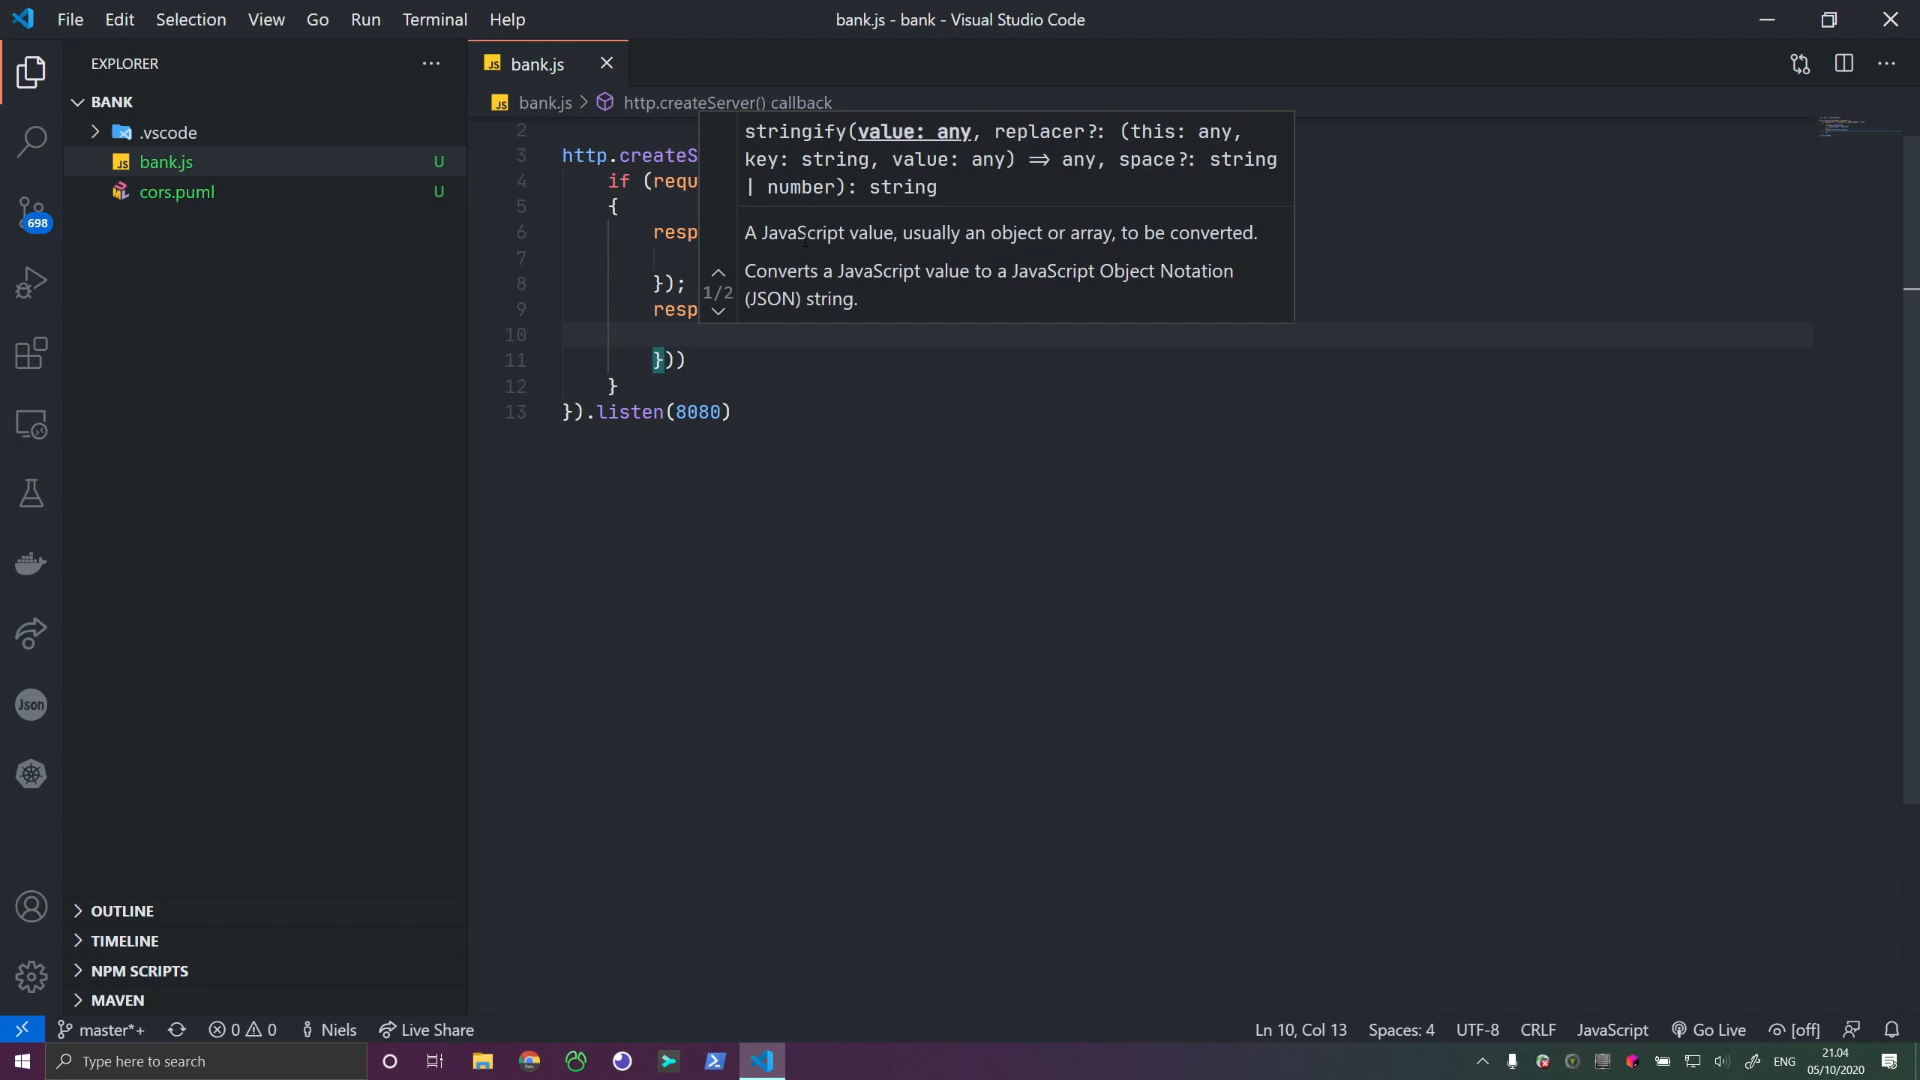 File Edit Selection View Go Run Terminal Help
bank.js - bank - Visual Studio Code
EXPLORER
BANK
.vscode
bank.js U
cors.puml U
698
Json
OUTLINE
TIMELINE
NPM SCRIPTS
MAVEN
JS bank.js
JS bank.js > http.createServer() callback
2
3 http.createS
4 if (requ
5 {
6 resp
7
8 });
9 resp
10
11 }))
12 }
13 }).listen(8080)
stringify(value: any, replacer?: (this: any,
key: string, value: any) => any, space?: string
| number): string
A JavaScript value, usually an object or array, to be converted.
1/2
Converts a JavaScript value to a JavaScript Object Notation
(JSON) string.
master*+ 0 0 Niels Live Share
Ln 10, Col 13 Spaces: 4 UTF-8 CRLF JavaScript Go Live [off]
Type here to search
ENG
21.04
05/10/2020